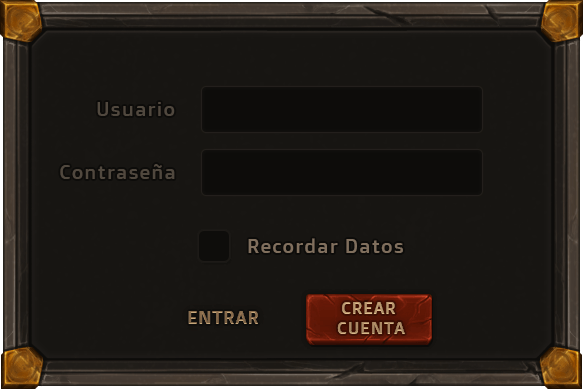 Usuario
Contraseña
Recordar Datos
ENTRAR
CREAR
CUENTA